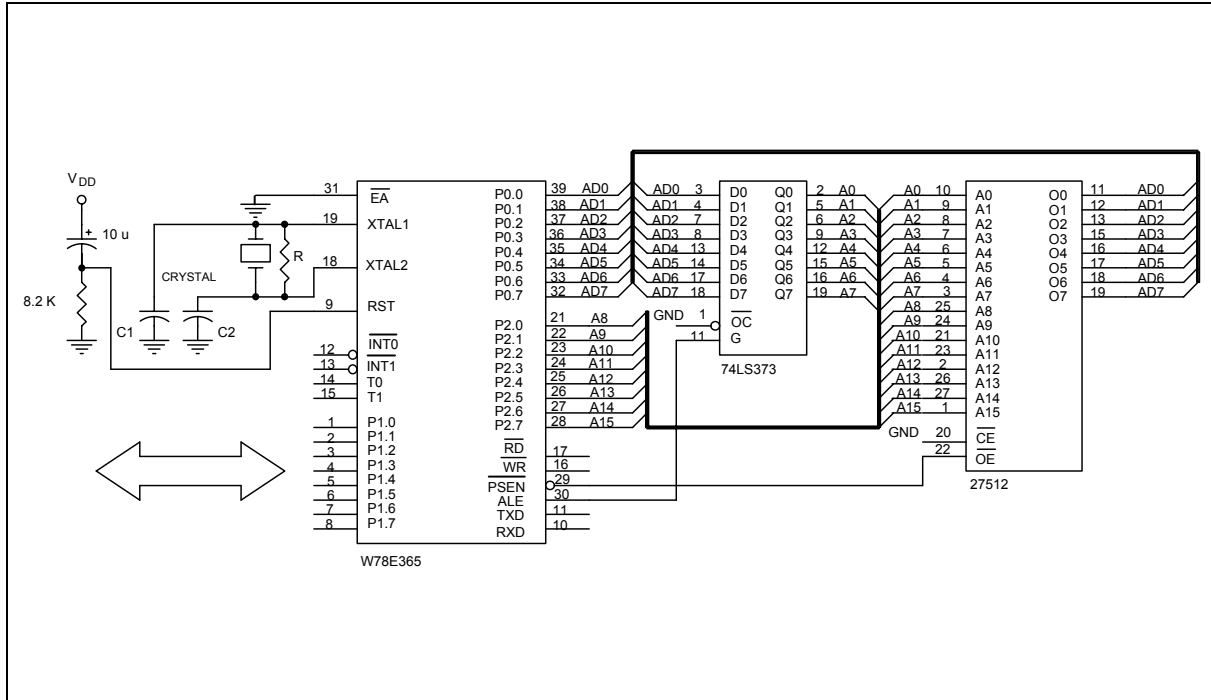 V DD
10 u
8.2 K
CRYSTAL
C1
C2
R
31 EA
19 XTAL1
18 XTAL2
9 RST
12 INT0
13 INT1
14 T0
15 T1
1 P1.0
2 P1.1
3 P1.2
4 P1.3
5 P1.4
6 P1.5
7 P1.6
8 P1.7
P0.0 39 AD0
P0.1 38 AD1
P0.2 37 AD2
P0.3 36 AD3
P0.4 35 AD4
P0.5 34 AD5
P0.6 33 AD6
P0.7 32 AD7
P2.0 21 A8
P2.1 22 A9
P2.2 23 A10
P2.3 24 A11
P2.4 25 A12
P2.5 26 A13
P2.6 27 A14
P2.7 28 A15
RD 17
WR 16
PSEN 29
ALE 30
TXD 11
RXD 10
W78E365
AD0 3 D0 Q0 2 A0
AD1 4 D1 Q1 5 A1
AD2 7 D2 Q2 6 A2
AD3 8 D3 Q3 9 A3
AD4 13 D4 Q4 12 A4
AD5 14 D5 Q5 15 A5
AD6 17 D6 Q6 16 A6
AD7 18 D7 Q7 19 A7
GND 1 OC
11 G
74LS373
A0 10 A0 O0 11 AD0
A1 9 A1 O1 12 AD1
A2 8 A2 O2 13 AD2
A3 7 A3 O3 15 AD3
A4 6 A4 O4 16 AD4
A5 5 A5 O5 17 AD5
A6 4 A6 O6 18 AD6
A7 3 A7 O7 19 AD7
A8 25 A8
A9 24 A9
A10 21 A10
A11 23 A11
A12 2 A12
A13 26 A13
A14 27 A14
A15 1 A15
GND 20 CE
22 OE
27512